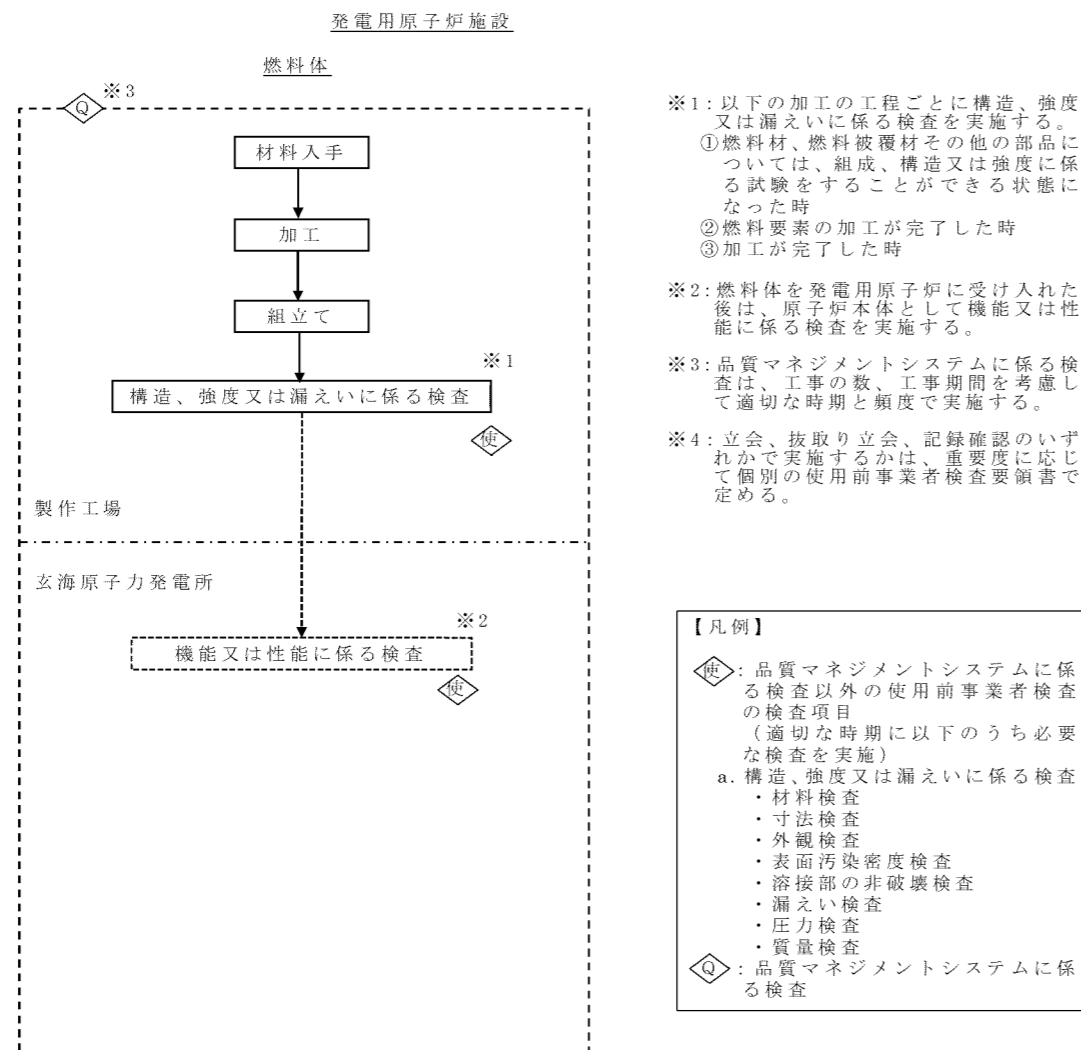 発電用原子炉施設
燃料体
※3
Q
材料入手
加工
組立て
※1
構造、強度又は漏えいに係る検査
使
製作工場
玄海原子力発電所
※2
機能又は性能に係る検査
使
※1:以下の加工の工程ごとに構造、強度
又は漏えいに係る検査を実施する。
①燃料材、燃料被覆材その他の部品に
ついては、組成、構造又は強度に係
る試験をすることができる状態に
なった時
②燃料要素の加工が完了した時
③加工が完了した時
※2:燃料体を発電用原子炉に受け入れた
後は、原子炉本体として機能又は性
能に係る検査を実施する。
※3:品質マネジメントシステムに係る検
査は、工事の数、工事期間を考慮し
て適切な時期と頻度で実施する。
※4:立会、抜取り立会、記録確認のいず
れかで実施するかは、重要度に応じ
て個別の使用前事業者検査要領書で
定める。
【凡例】
使:品質マネジメントシステムに係
る検査以外の使用前事業者検査
の検査項目
(適切な時期に以下のうち必要
な検査を実施)
a.構造、強度又は漏えいに係る検査
・材料検査
・寸法検査
・外観検査
・表面汚染密度検査
・溶接部の非破壊検査
・漏えい検査
・圧力検査
・質量検査
Q:品質マネジメントシステムに係
る検査